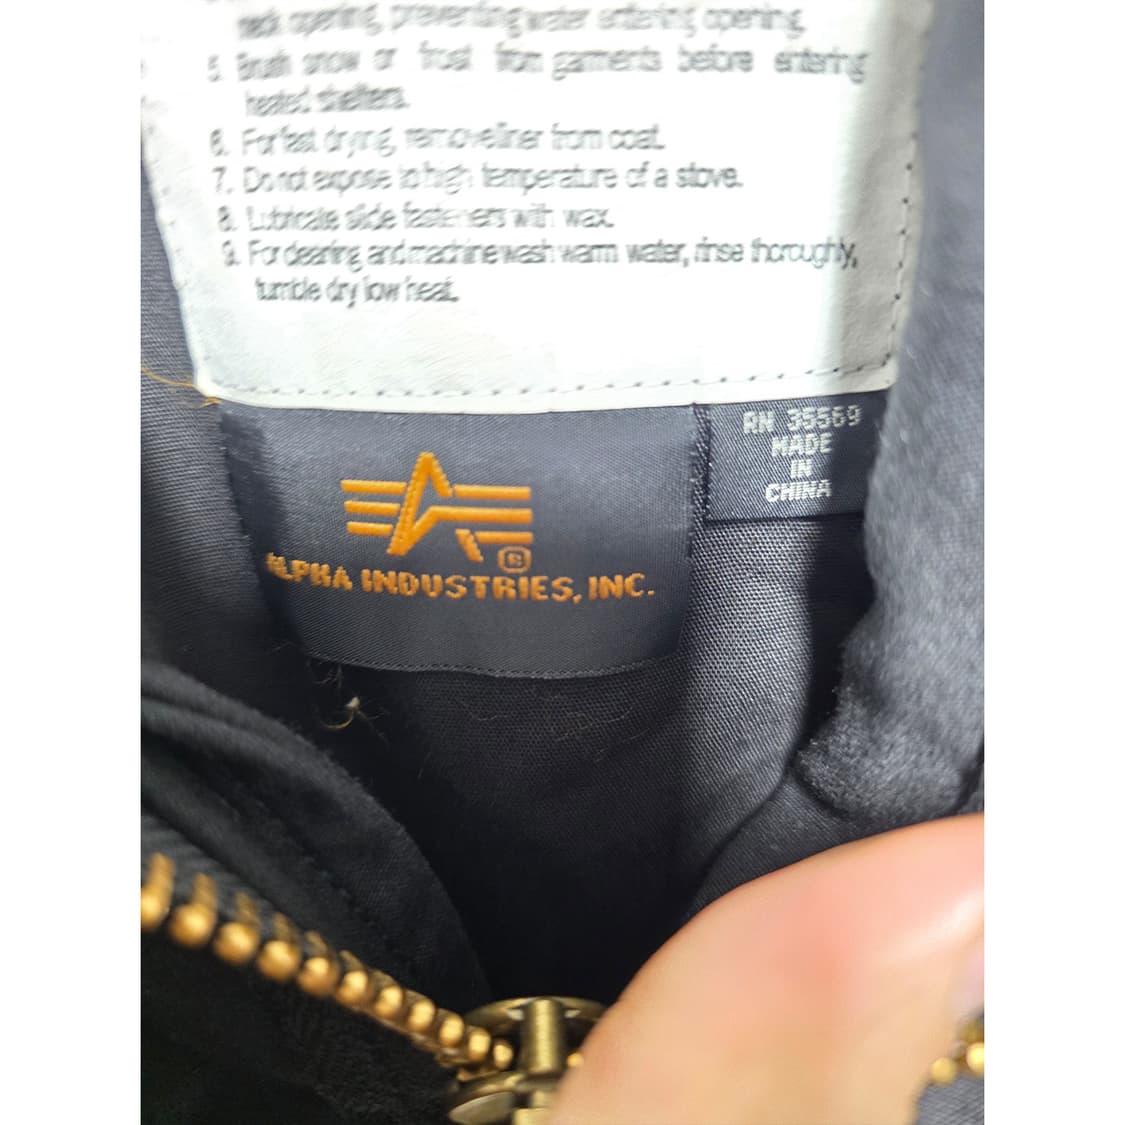 neck opening, preventing water entering opening.
5. Brush snow or frost from garments before entering
heated shelters.
6. For fast drying, remove liner from coat.
7. Do not expose to high temperature of a stove.
8. Lubricate slide fasteners with wax.
9. For clearing and machine wash warm water, rinse thoroughly,
tumble dry low heat.
RN 35569
MADE
IN
CHINA
®
ALPHA INDUSTRIES, INC.